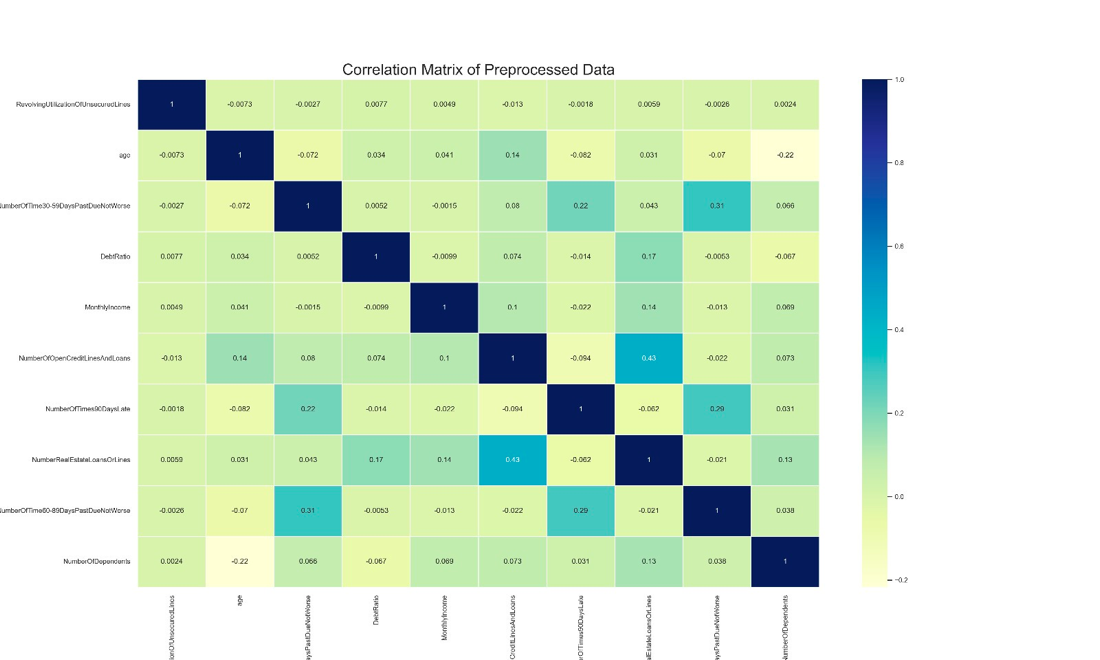 Correlation Matrix of Preprocessed Data
RevolvingUtilizationOfUnsecuredLines 1 -0.0073 -0.0027 0.0077 0.0049 -0.013 -0.0018 0.0059 -0.0026 0.0024
age -0.0073 1 -0.072 0.034 0.041 0.14 -0.082 0.031 -0.07 -0.22
NumberOfTime30-59DaysPastDueNotWorse -0.0027 -0.072 1 0.0052 -0.0015 0.08 0.22 0.043 0.31 0.066
DebtRatio 0.0077 0.034 0.0052 1 -0.0099 0.074 -0.014 0.17 -0.0053 -0.067
MonthlyIncome 0.0049 0.041 -0.0015 -0.0099 1 0.1 -0.022 0.14 -0.013 0.069
NumberOfOpenCreditLinesAndLoans -0.013 0.14 0.08 0.074 0.1 1 -0.094 0.43 -0.022 0.073
NumberOfTimes90DaysLate -0.0018 -0.082 0.22 -0.014 -0.022 -0.094 1 -0.062 0.29 0.031
NumberRealEstateLoansOrLines 0.0059 0.031 0.043 0.17 0.14 0.43 -0.062 1 -0.021 0.13
NumberOfTime60-89DaysPastDueNotWorse -0.0026 -0.07 0.31 -0.0053 -0.013 -0.022 0.29 -0.021 1 0.038
NumberOfDependents 0.0024 -0.22 0.066 -0.067 0.069 0.073 0.031 0.13 0.038 1
ionOfUnsecuredLines
age
aysPastDueNotWorse
DebtRatio
MonthlyIncome
CreditLinesAndLoans
erOfTimes90DaysLate
ealEstateLoansOrLines
aysPastDueNotWorse
NumberOfDependents
1.0
0.8
0.6
0.4
0.2
0.0
−0.2